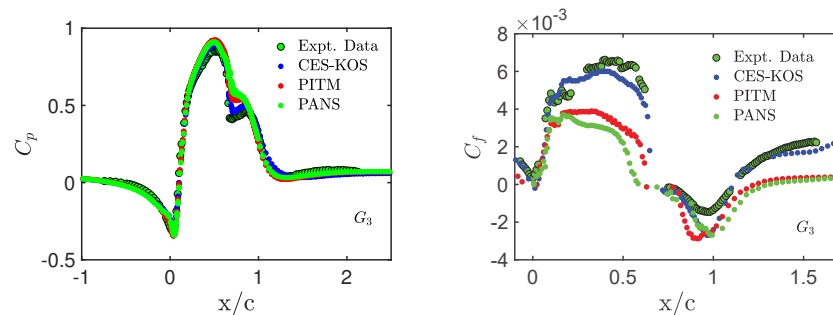 1
0.5
0
-0.5
-1
0
1
2
C_p
x/c
Expt. Data
CES-KOS
PITM
PANS
G_3
×10^-3
8
6
4
2
0
-2
-4
0
0.5
1
1.5
C_f
x/c
Expt. Data
CES-KOS
PITM
PANS
G_3